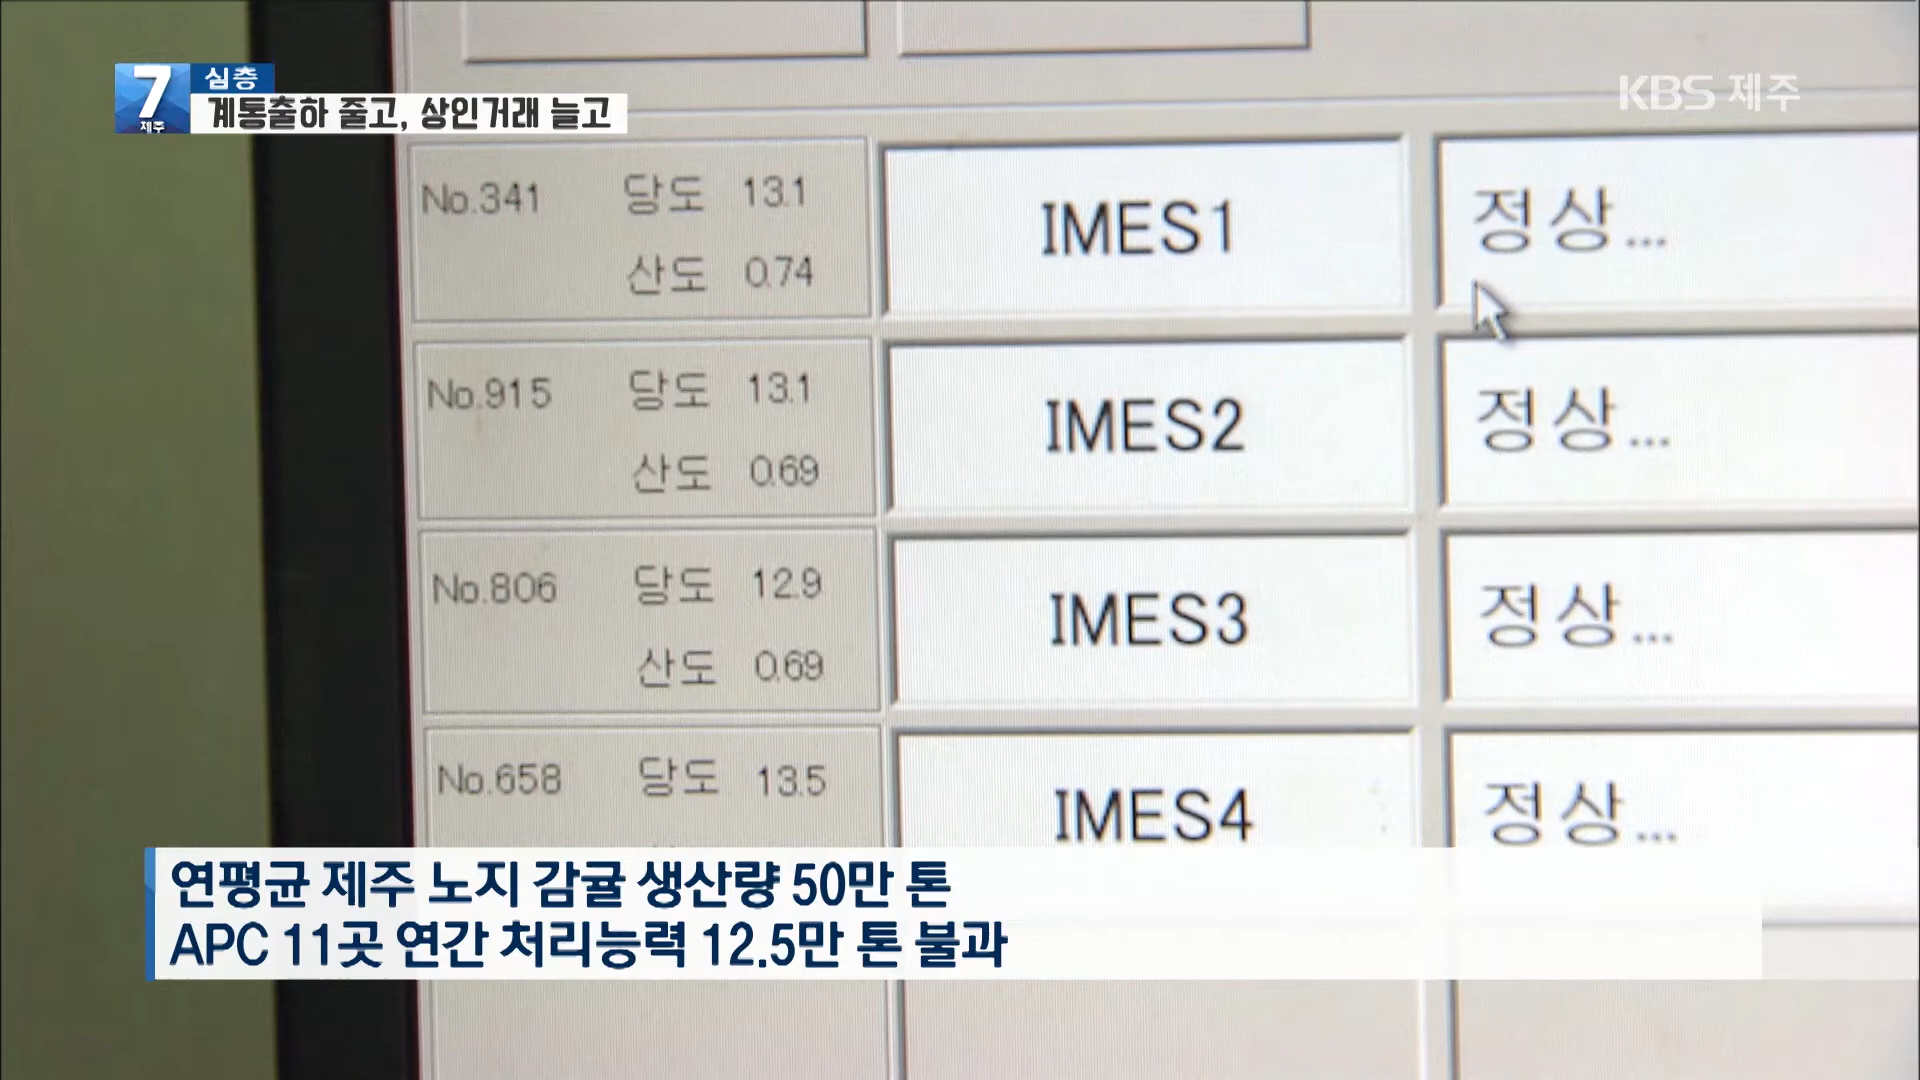 7 제주
심층
계통출하 줄고, 상인거래 늘고
KBS 제주
No.341 당도 13.1
산도 0.74
IMES1
정상...
No.915 당도 13.1
산도 0.69
IMES2
정상...
No.806 당도 12.9
산도 0.69
IMES3
정상...
No.658 당도 13.5
IMES4
정상...
연평균 제주 노지 감귤 생산량 50만 톤
APC 11곳 연간 처리능력 12.5만 톤 불과